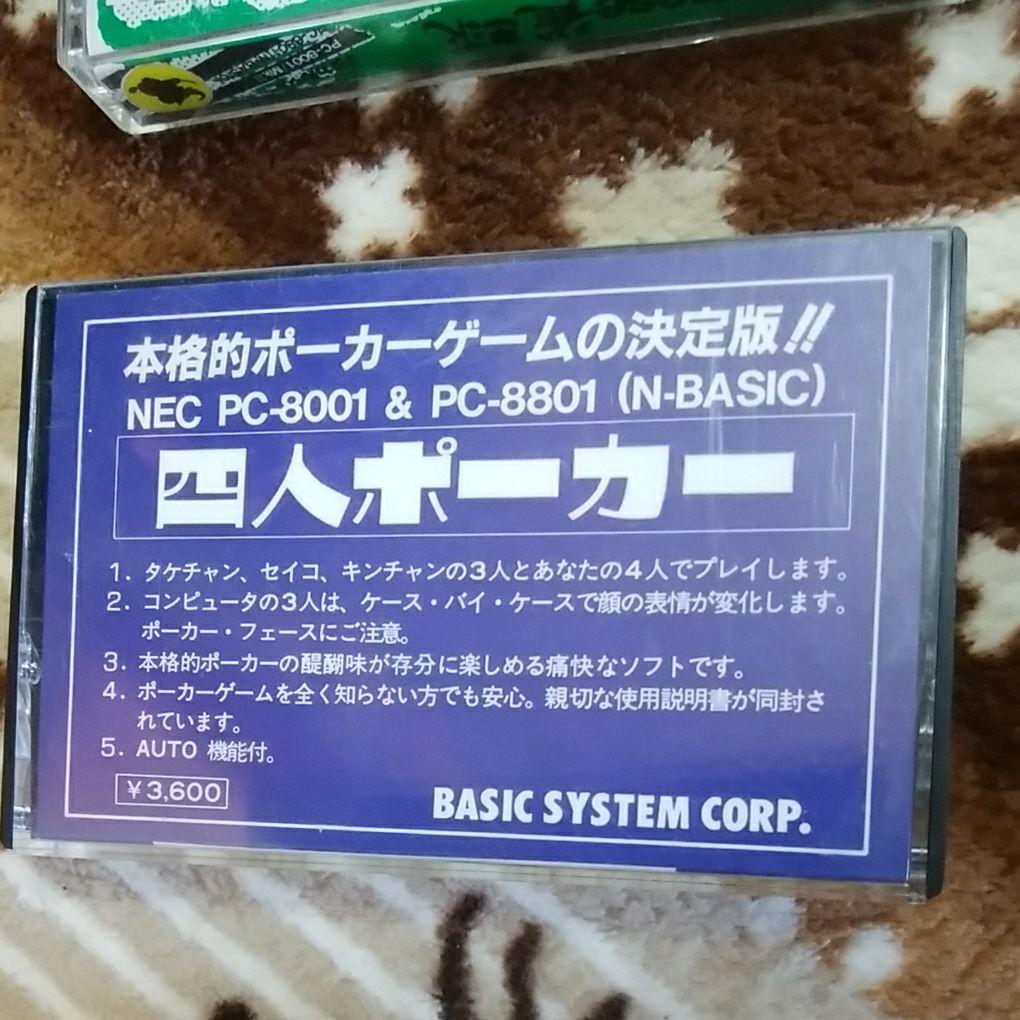 PC-8001 Mk
本格的ポーカーゲームの決定版!!
NEC PC-8001 & PC-8801 (N-BASIC)
四人ポーカー
1. タケチャン、セイコ、キンチャンの3人とあなたの4人でプレイします。
2. コンピュータの3人は、ケース・バイ・ケースで顔の表情が変化します。
ポーカー・フェースにご注意。
3. 本格的ポーカーの醍醐味が存分に楽しめる痛快なソフトです。
4. ポーカーゲームを全く知らない方でも安心。親切な使用説明書が同封さ
れています。
5. AUTO 機能付。
¥3,600
BASIC SYSTEM CORP.